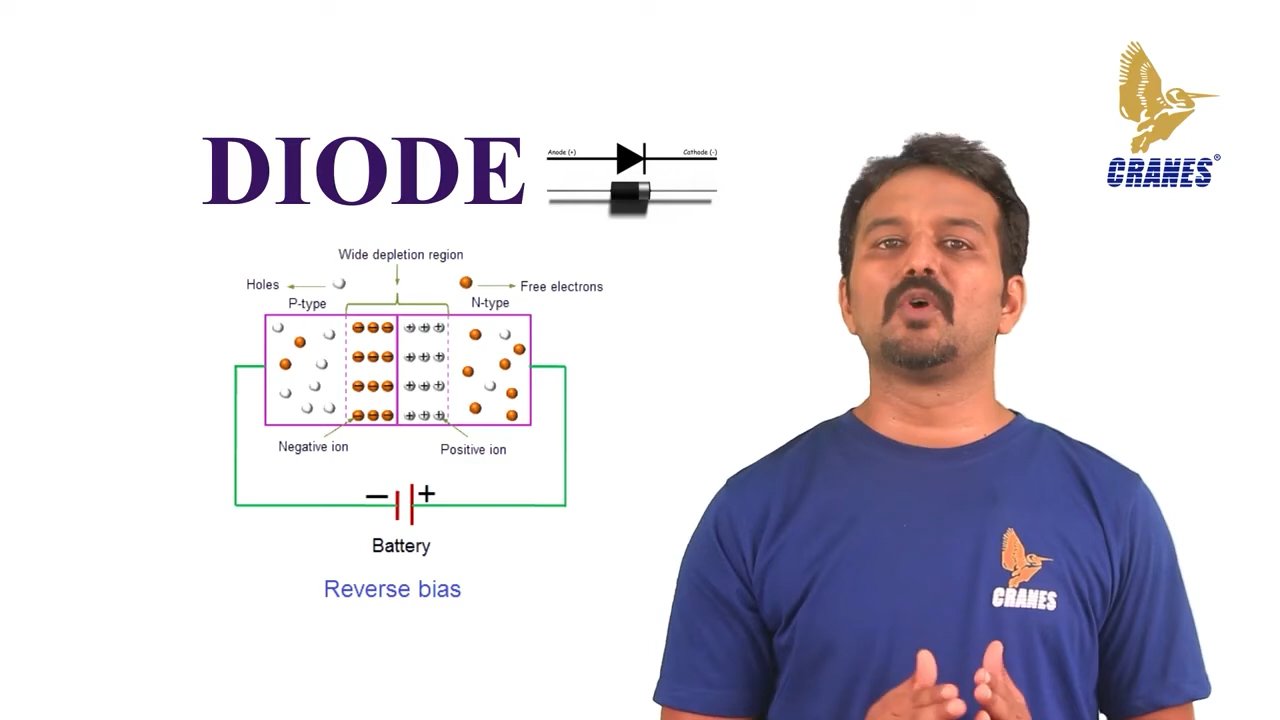 DIODE
Anode (+)
Cathode (-)
CRANES®
Wide depletion region
Holes
Free electrons
P-type
N-type
Negative ion
Positive ion
− +
Battery
Reverse bias
CRANES